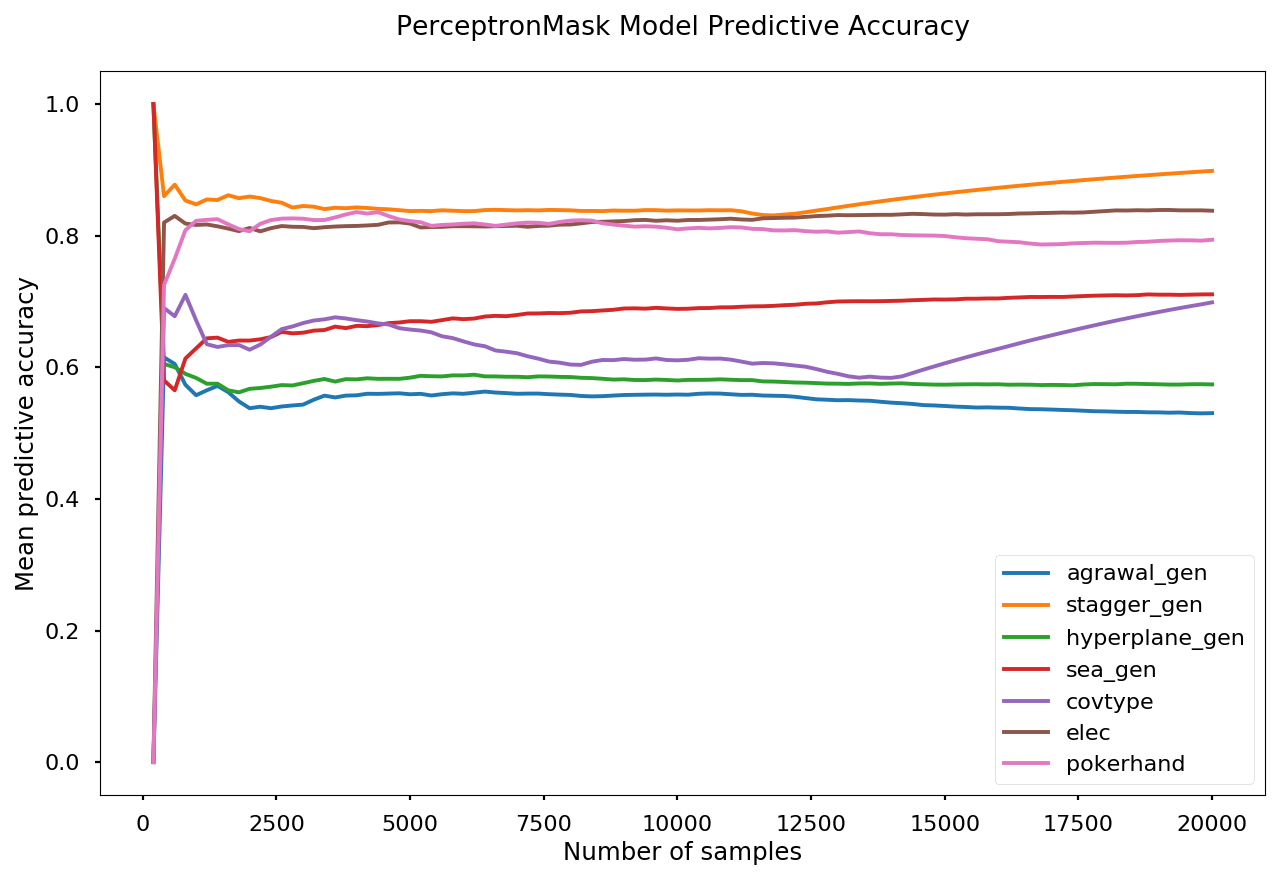 PerceptronMask Model Predictive Accuracy
Mean predictive accuracy
1.0
0.8
0.6
0.4
0.2
0.0
agrawal_gen
stagger_gen
hyperplane_gen
sea_gen
covtype
elec
pokerhand
0 2500 5000 7500 10000 12500 15000 17500 20000
Number of samples